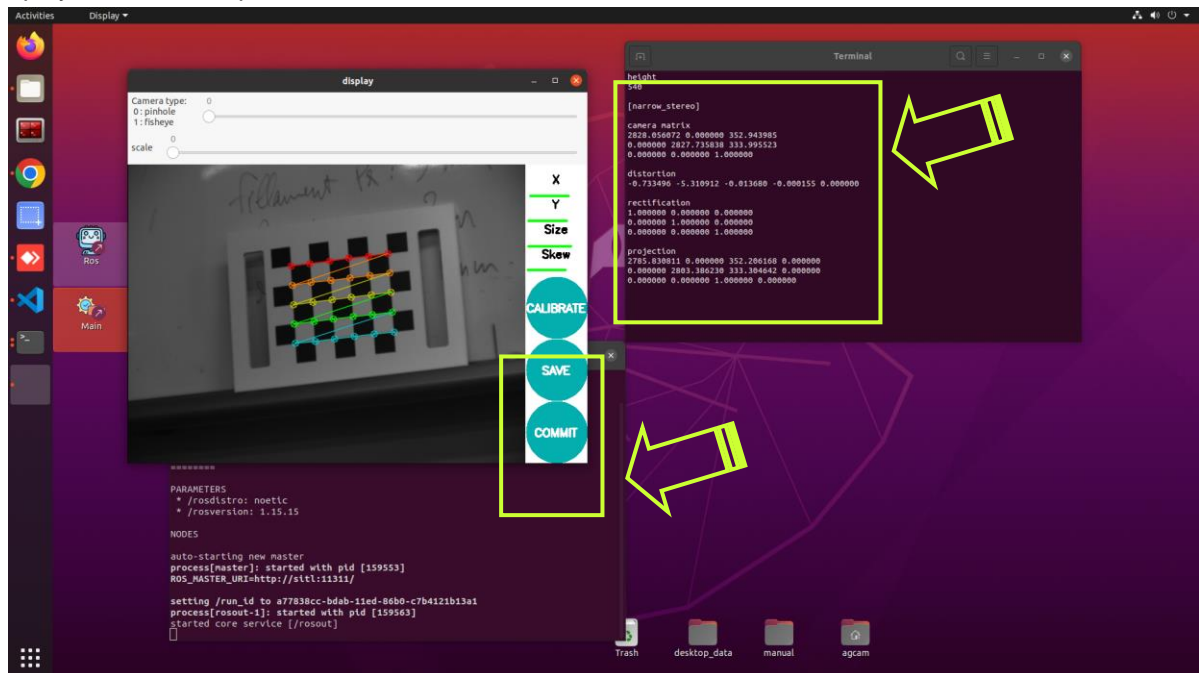 Activities Display
Terminal
height
540
[narrow_stereo]
camera matrix
2828.056072 0.000000 352.943985
0.000000 2827.735838 333.995523
0.000000 0.000000 1.000000
distortion
-0.733496 -5.310912 -0.013680 -0.000155 0.000000
rectification
1.000000 0.000000 0.000000
0.000000 1.000000 0.000000
0.000000 0.000000 1.000000
projection
2785.830811 0.000000 352.206168 0.000000
0.000000 2803.386230 333.304642 0.000000
0.000000 0.000000 1.000000 0.000000
display
Camera type:
0 : pinhole
1 : fisheye
0
scale
0
filament
X
Y
Size
Skew
CALIBRATE
SAVE
COMMIT
Ros
Main
========
PARAMETERS
* /rosdistro: noetic
* /rosversion: 1.15.15
NODES
auto-starting new master
process[master]: started with pid [159553]
ROS_MASTER_URI=http://sitl:11311/
setting /run_id to a77838cc-bdab-11ed-86b0-c7b4121b13a1
process[rosout-1]: started with pid [159563]
started core service [/rosout]
Trash
desktop_data
manual
agcam